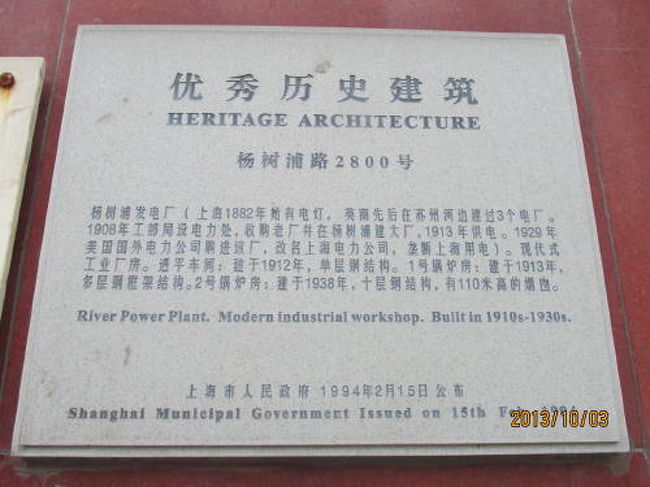 优秀历史建筑
HERITAGE ARCHITECTURE
杨树浦路2800号
杨树浦发电厂（上海1882年始有电灯。英商先后在苏州河边建过3个电厂。
1908年工部局设电力处，收购老厂并在杨树浦建大厂，1913年供电。1929年
美国国外电力公司购进该厂，改名上海电力公司，垄断上海用电）。现代式
工业厂房。透平车间：建于1912年，单层钢结构。1号锅炉房：建于1913年，
多层钢框架结构。2号锅炉房：建于1938年，十层钢结构，有110米高的烟囱。
River Power Plant. Modern industrial workshop. Built in 1910s-1930s.
上海市人民政府 1994年2月15日公布
Shanghai Municipal Government Issued on 15th Feb. 1994
2013/10/03